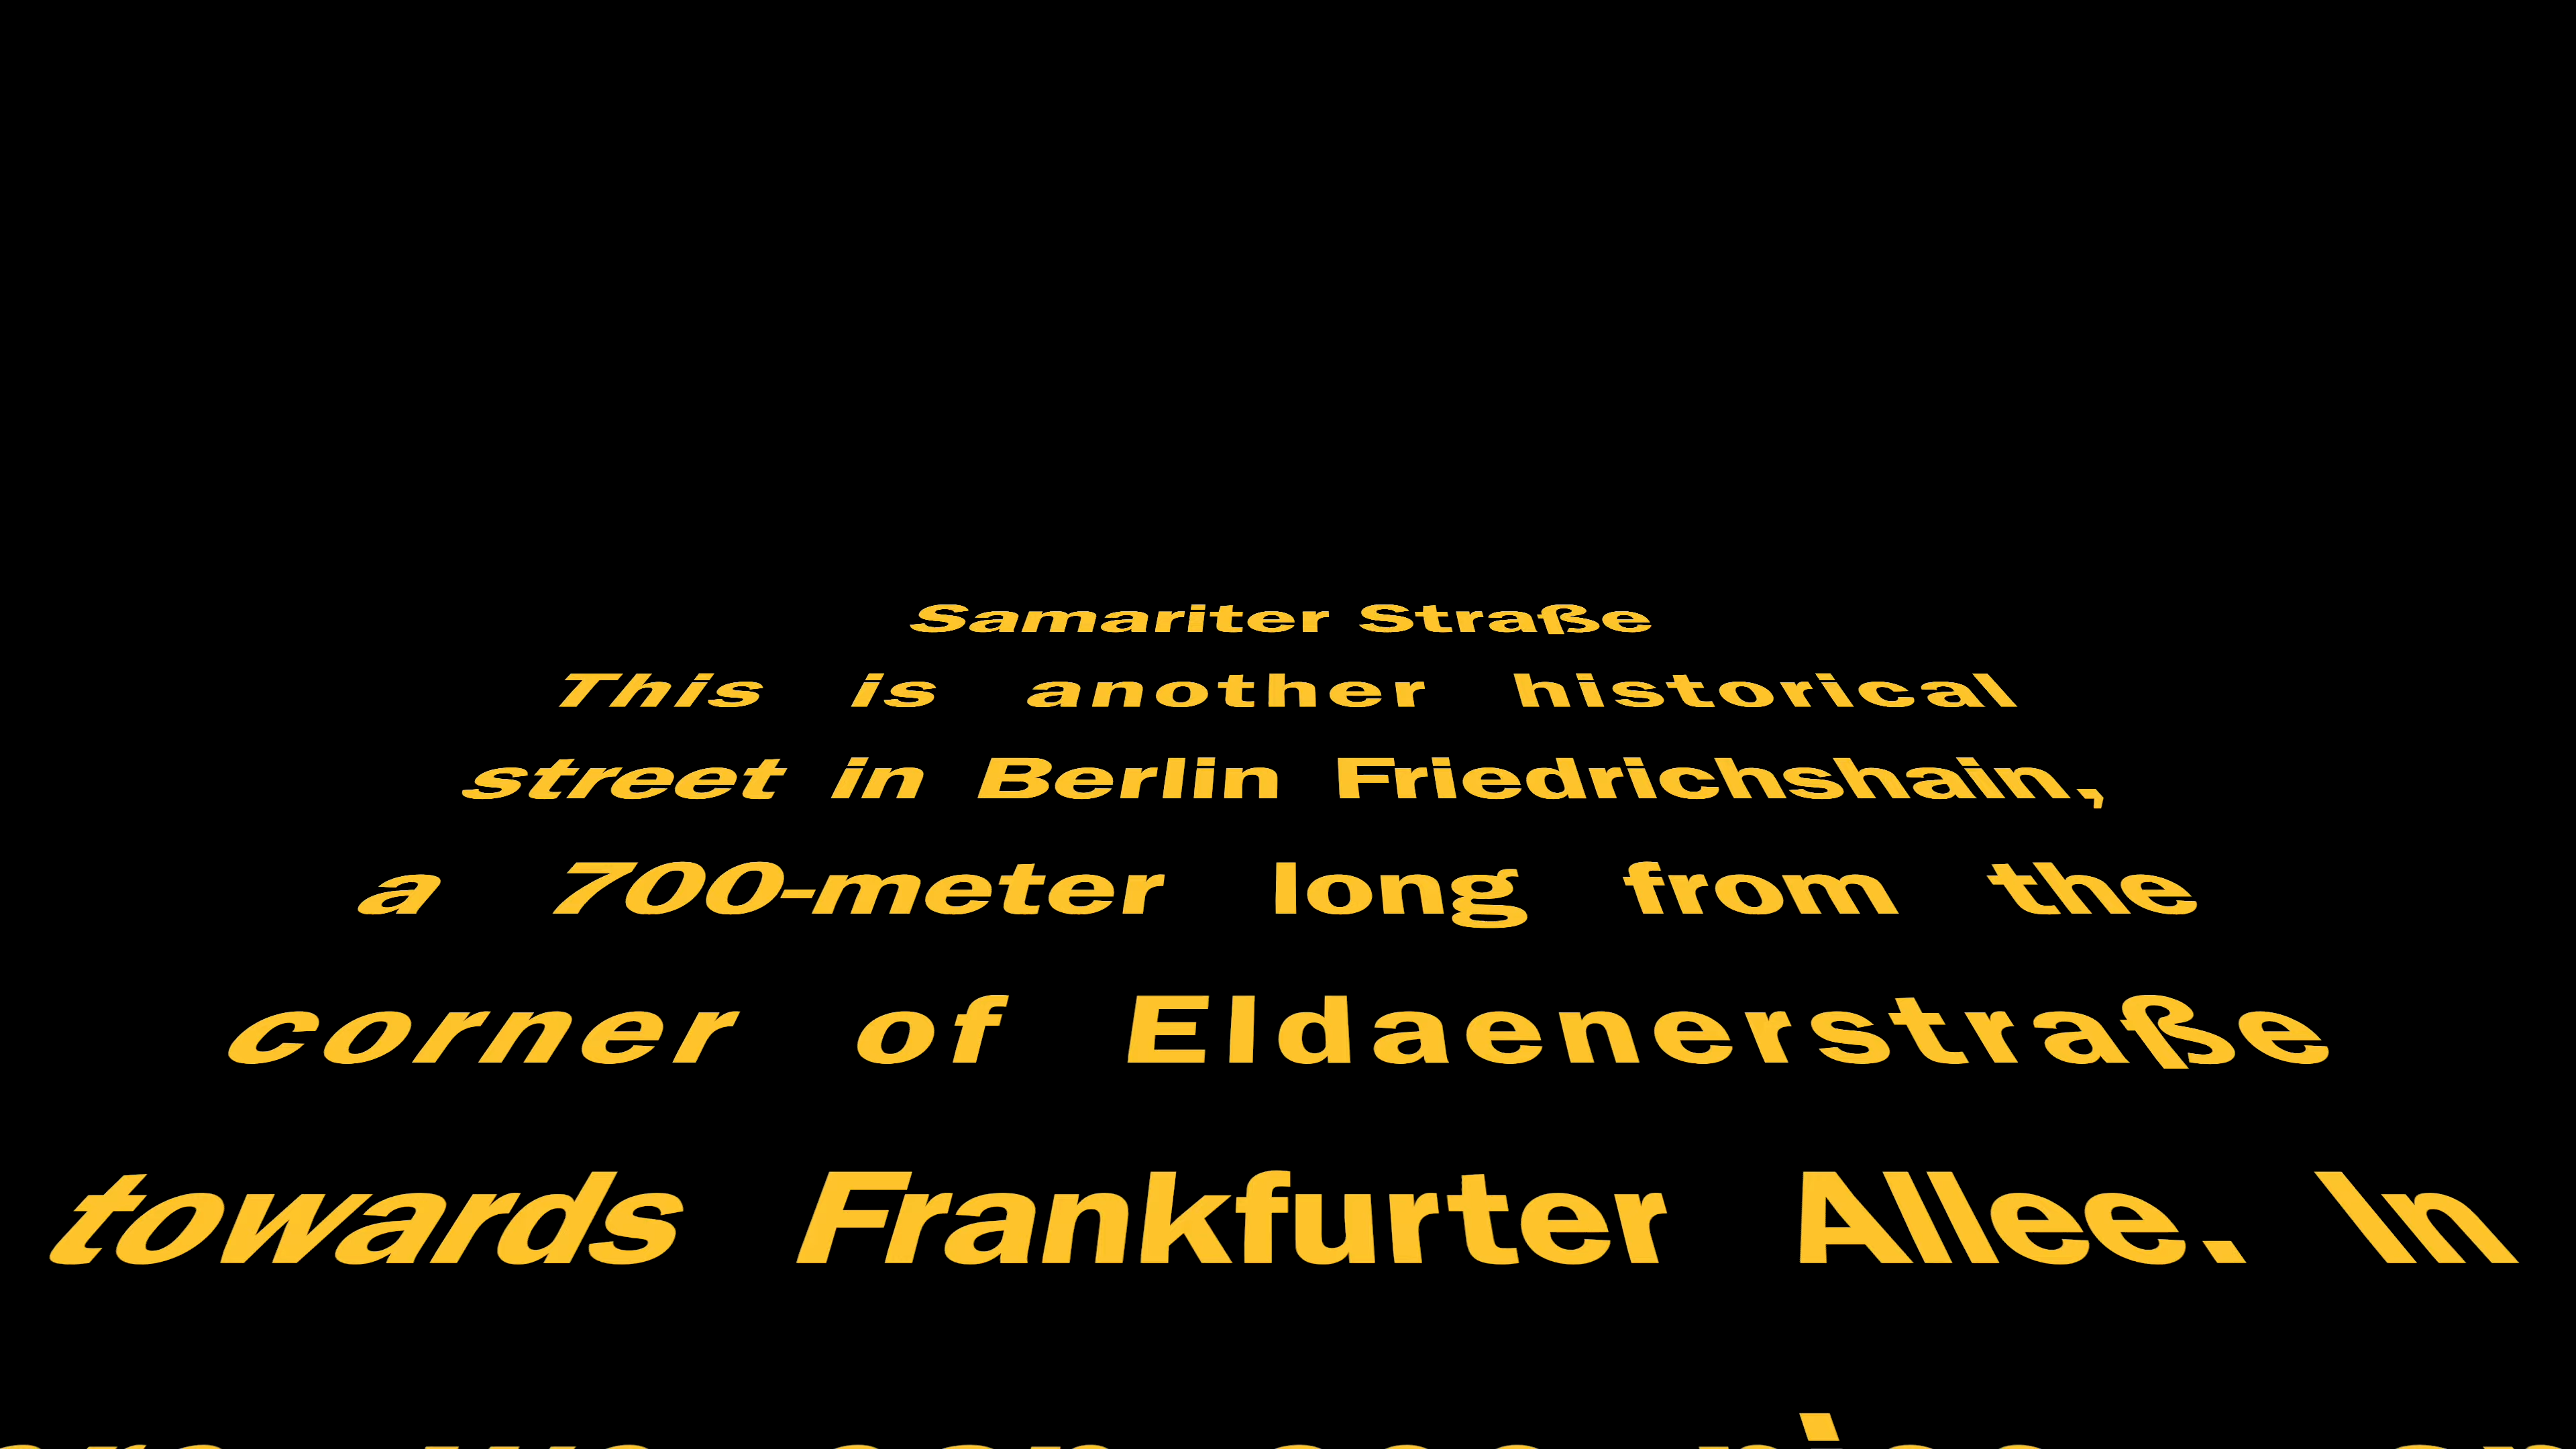 Samariter Straße
This is another historical
street in Berlin Friedrichshain,
a 700-meter long from the
corner of Eldaenerstraße
towards Frankfurter Allee. In